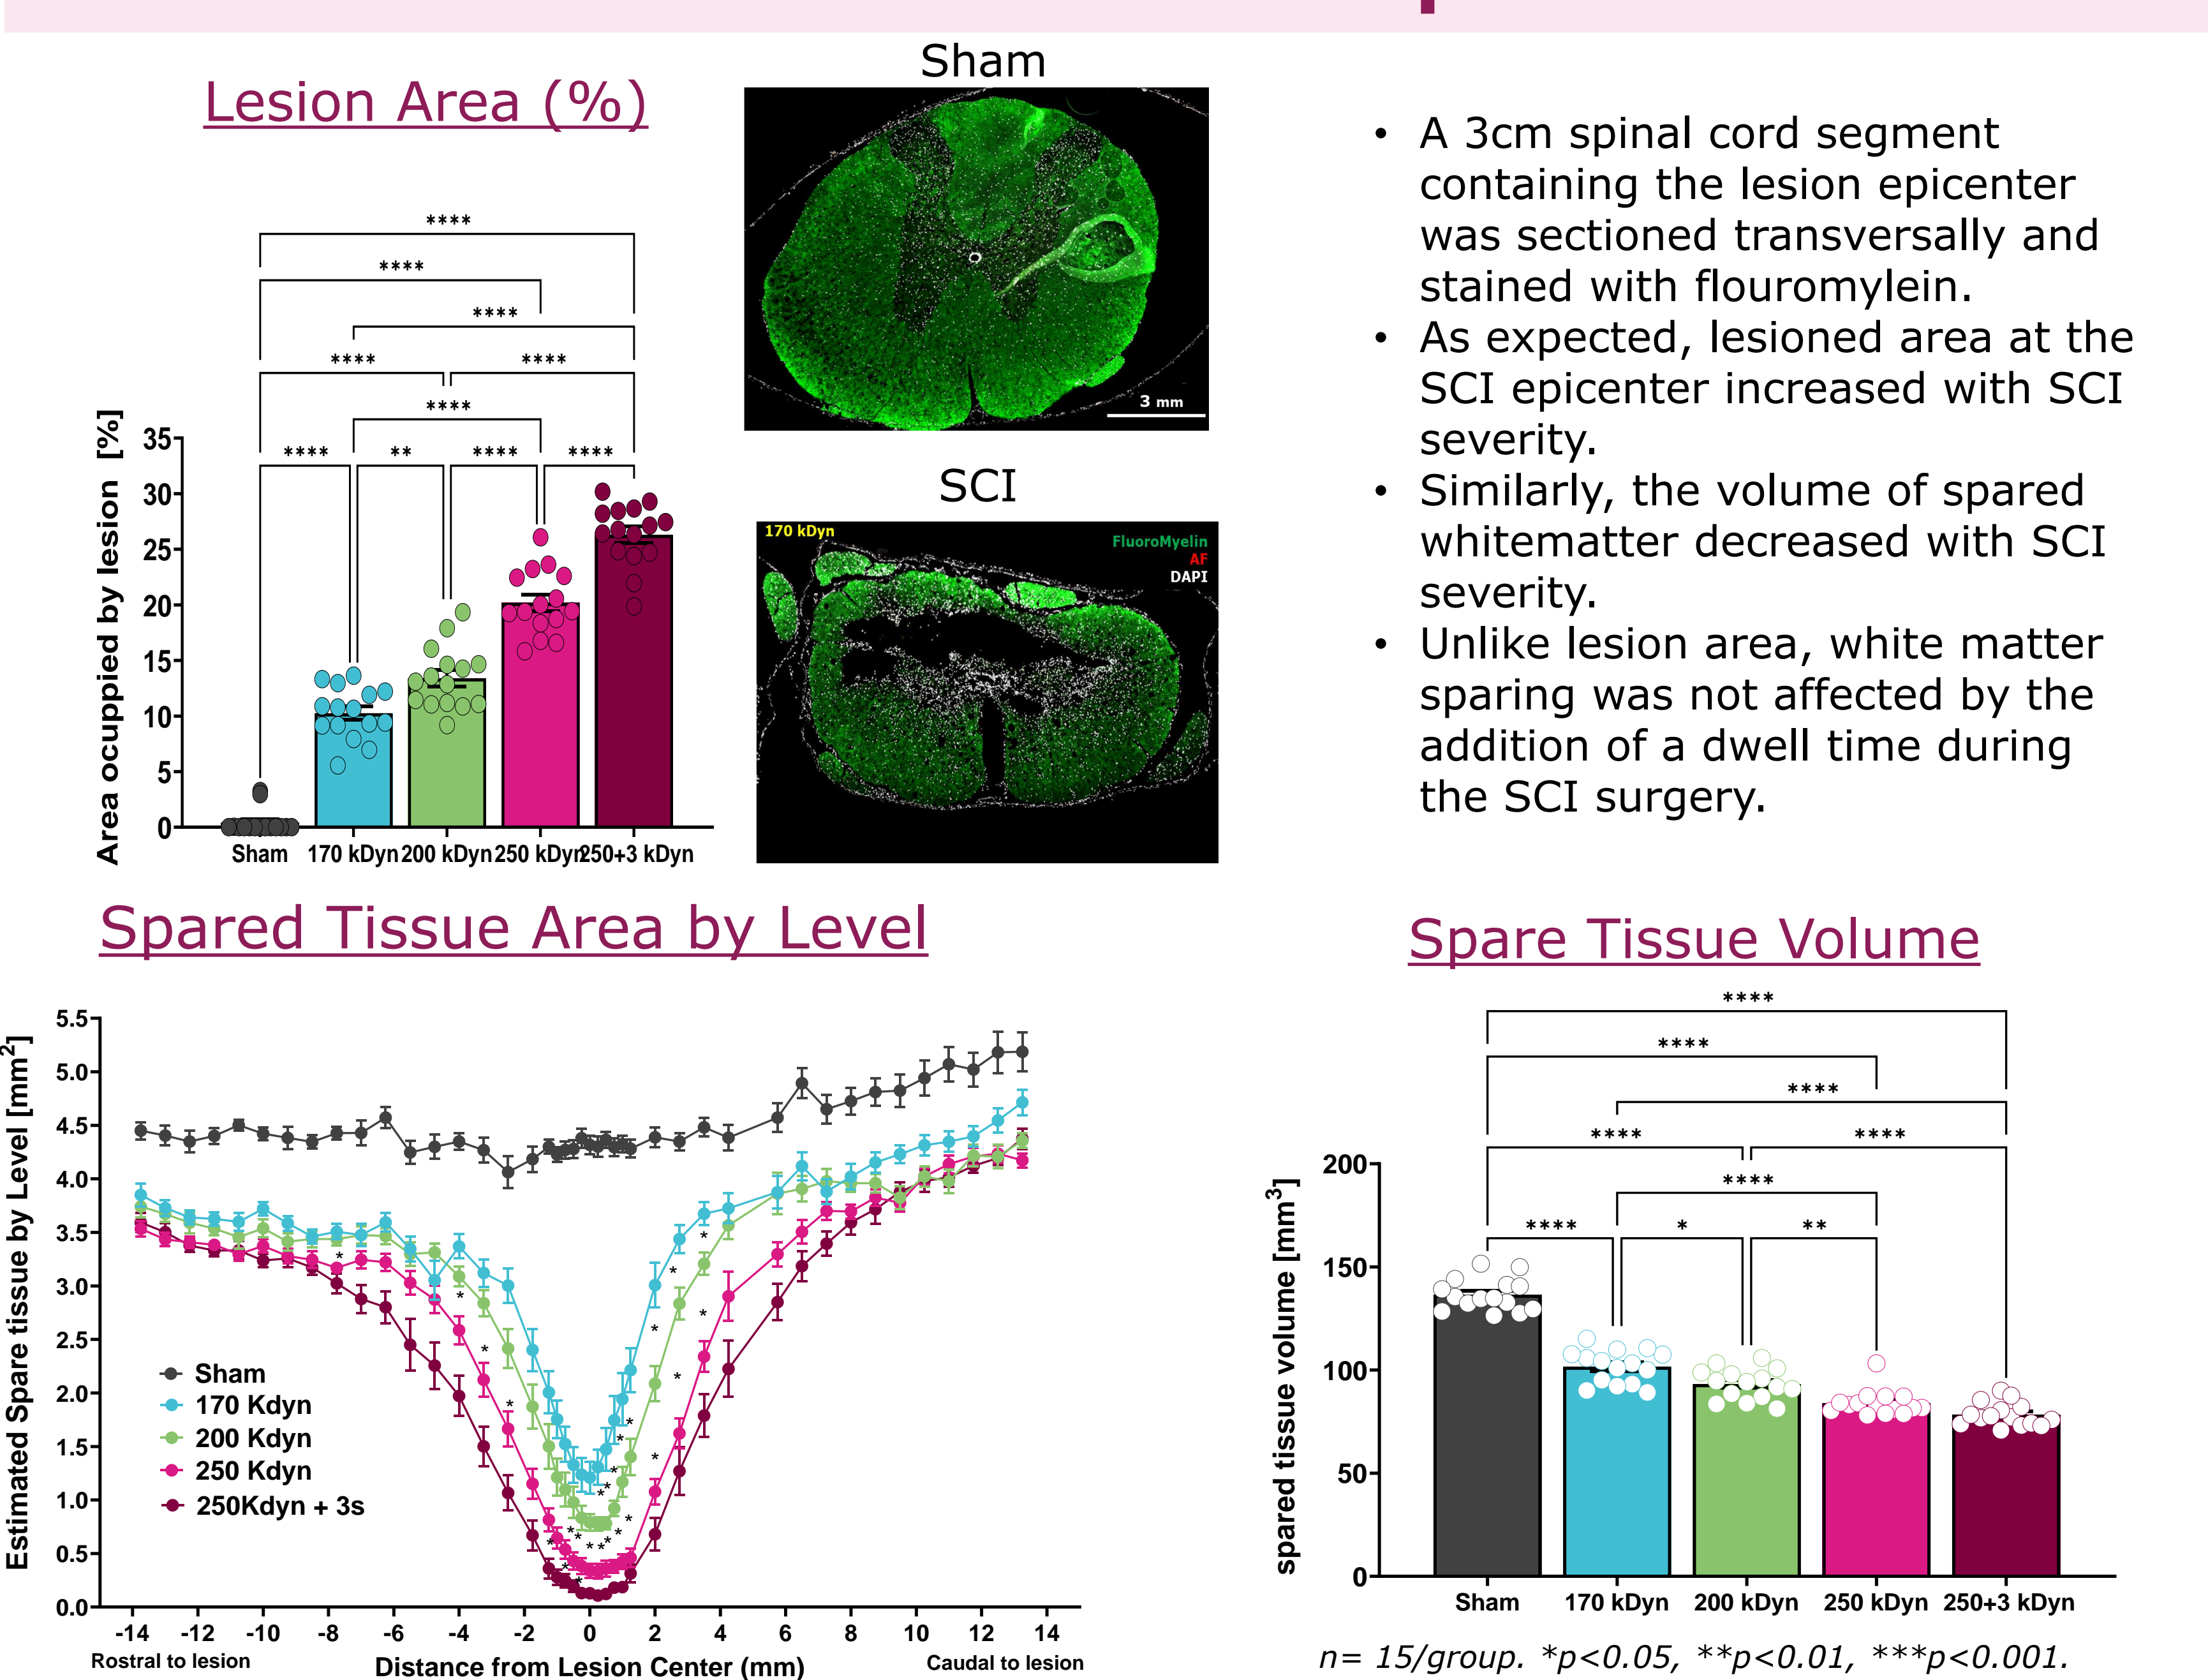 Lesion Area (%)
****
****
****
**** ****
****
**** ** **** ****
Area ocuppied by lesion [%]
35
30
25
20
15
10
5
0
Sham 170 kDyn 200 kDyn 250 kDyn 250+3 kDyn
Sham
3 mm
SCI
170 kDyn
FluoroMyelin
AF
DAPI
• A 3cm spinal cord segment
containing the lesion epicenter
was sectioned transversally and
stained with flouromylein.
• As expected, lesioned area at the
SCI epicenter increased with SCI
severity.
• Similarly, the volume of spared
whitematter decreased with SCI
severity.
• Unlike lesion area, white matter
sparing was not affected by the
addition of a dwell time during
the SCI surgery.
Spared Tissue Area by Level
Estimated Spare tissue by Level [mm²]
5.5
5.0
4.5
4.0
3.5
3.0
2.5
2.0
1.5
1.0
0.5
0.0
Sham
170 Kdyn
200 Kdyn
250 Kdyn
250Kdyn + 3s
-14 -12 -10 -8 -6 -4 -2 0 2 4 6 8 10 12 14
Rostral to lesion Distance from Lesion Center (mm) Caudal to lesion
Spare Tissue Volume
****
****
****
**** ****
****
**** * **
spared tissue volume [mm³]
200
150
100
50
0
Sham 170 kDyn 200 kDyn 250 kDyn 250+3 kDyn
n= 15/group. *p<0.05, **p<0.01, ***p<0.001.